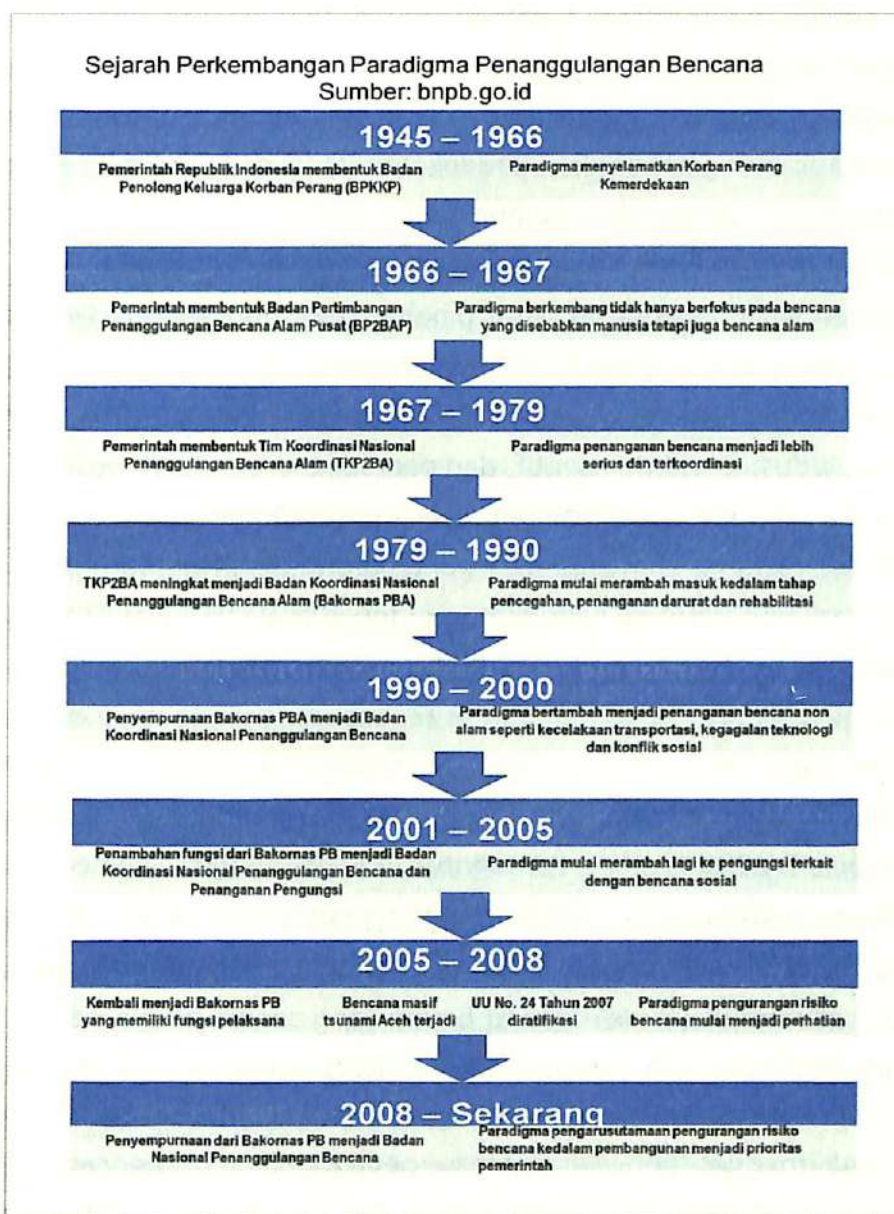 Sejarah Perkembangan Paradigma Penanggulangan Bencana
Sumber: bnpb.go.id
1945 – 1966
Pemerintah Republik Indonesia membentuk Badan
Penolong Keluarga Korban Perang (BPKKP)
Paradigma menyelamatkan Korban Perang
Kemerdekaan
1966 – 1967
Pemerintah membentuk Badan Pertimbangan
Penanggulangan Bencana Alam Pusat (BP2BAP)
Paradigma berkembang tidak hanya berfokus pada bencana
yang disebabkan manusia tetapi juga bencana alam
1967 – 1979
Pemerintah membentuk Tim Koordinasi Nasional
Penanggulangan Bencana Alam (TKP2BA)
Paradigma penanganan bencana menjadi lebih
serius dan terkoordinasi
1979 – 1990
TKP2BA meningkat menjadi Badan Koordinasi Nasional
Penanggulangan Bencana Alam (Bakornas PBA)
Paradigma mulai merambah masuk kedalam tahap
pencegahan, penanganan darurat dan rehabilitasi
1990 – 2000
Penyempurnaan Bakornas PBA menjadi Badan
Koordinasi Nasional Penanggulangan Bencana
Paradigma bertambah menjadi penanganan bencana non
alam seperti kecelakaan transportasi, kegagalan teknologi
dan konflik sosial
2001 – 2005
Penambahan fungsi dari Bakornas PB menjadi Badan
Koordinasi Nasional Penanggulangan Bencana dan
Penanganan Pengungsi
Paradigma mulai merambah lagi ke pengungsi terkait
dengan bencana sosial
2005 – 2008
Kembali menjadi Bakornas PB
yang memiliki fungsi pelaksana
Bencana masif
tsunami Aceh terjadi
UU No. 24 Tahun 2007
diratifikasi
Paradigma pengurangan risiko
bencana mulai menjadi perhatian
2008 – Sekarang
Penyempurnaan dari Bakornas PB menjadi Badan
Nasional Penanggulangan Bencana
Paradigma pengarusutamaan pengurangan risiko
bencana kedalam pembangunan menjadi prioritas
pemerintah